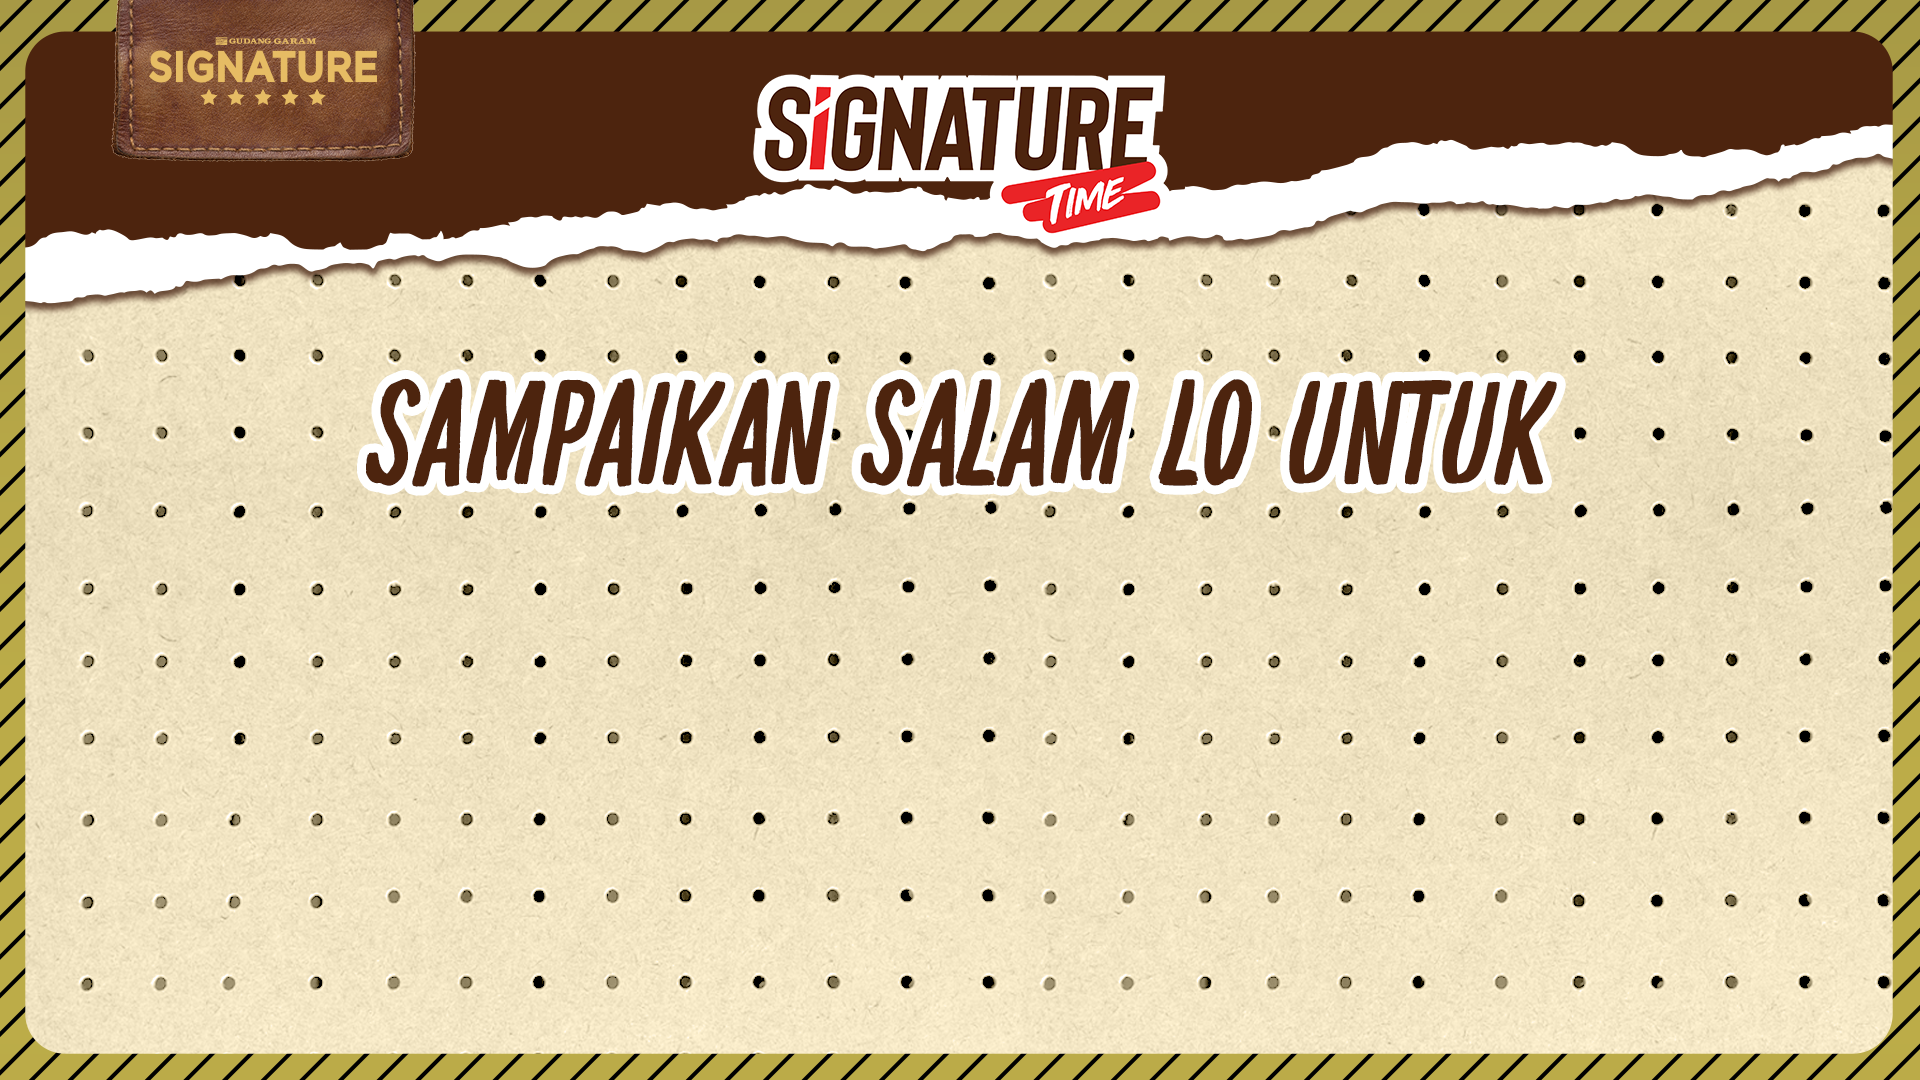 GUDANG GARAM
SIGNATURE
SiGNATURE
TIME
SAMPAIKAN SALAM LO UNTUK